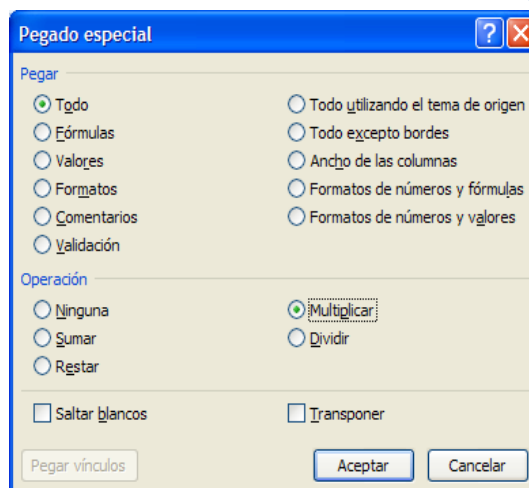 Pegado especial
Pegar
Todo
Todo utilizando el tema de origen
Fórmulas
Todo excepto bordes
Valores
Ancho de las columnas
Formatos
Formatos de números y fórmulas
Comentarios
Formatos de números y valores
Validación
Operación
Ninguna
Multiplicar
Sumar
Dividir
Restar
Saltar blancos
Transponer
Pegar vínculos
Aceptar
Cancelar